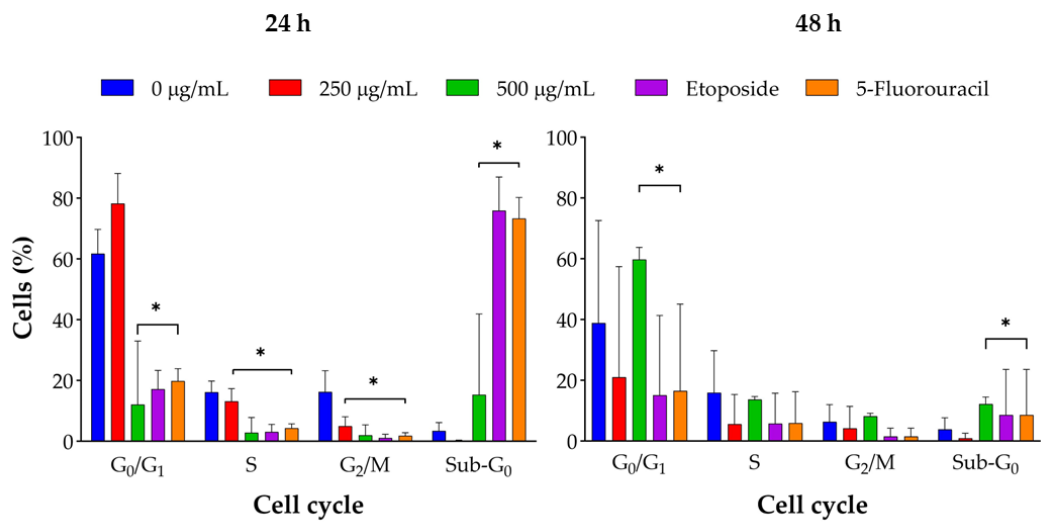 24 h 48 h
0 μg/mL 250 μg/mL 500 μg/mL Etoposide 5-Fluorouracil
Cells (%)
100
80
60
40
20
0
*
*
*
*
G₀/G₁ S G₂/M Sub-G₀
Cell cycle
100
80
60
40
20
0
*
*
G₀/G₁ S G₂/M Sub-G₀
Cell cycle